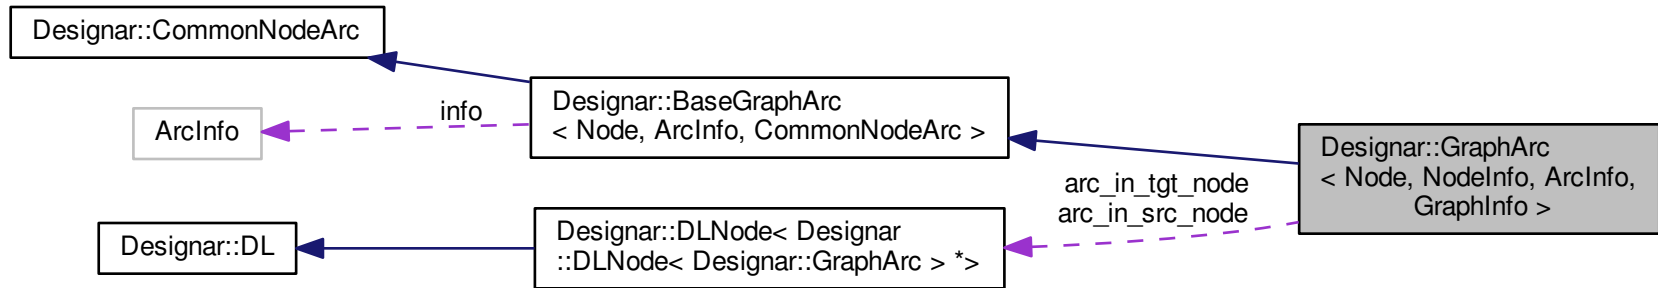 Designar::CommonNodeArc
ArcInfo
info
Designar::BaseGraphArc
< Node, ArcInfo, CommonNodeArc >
Designar::GraphArc
< Node, NodeInfo, ArcInfo,
GraphInfo >
arc_in_tgt_node
arc_in_src_node
Designar::DL
Designar::DLNode< Designar
::DLNode< Designar::GraphArc > *>